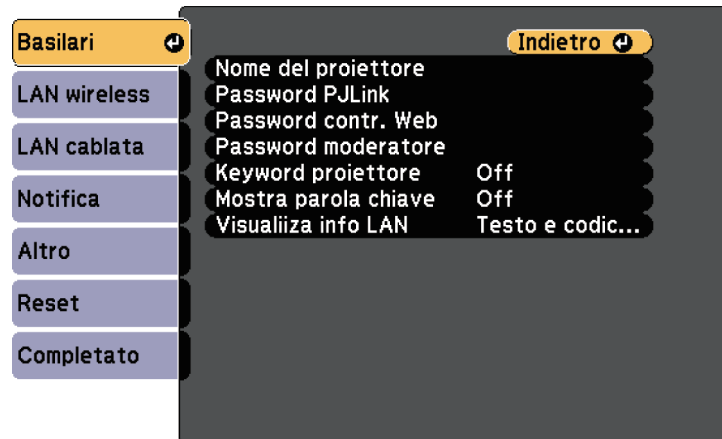 Basilari
LAN wireless
LAN cablata
Notifica
Altro
Reset
Completato
Indietro
Nome del proiettore
Password PJLink
Password contr. Web
Password moderatore
Keyword proiettore Off
Mostra parola chiave Off
Visualiiza info LAN Testo e codic...